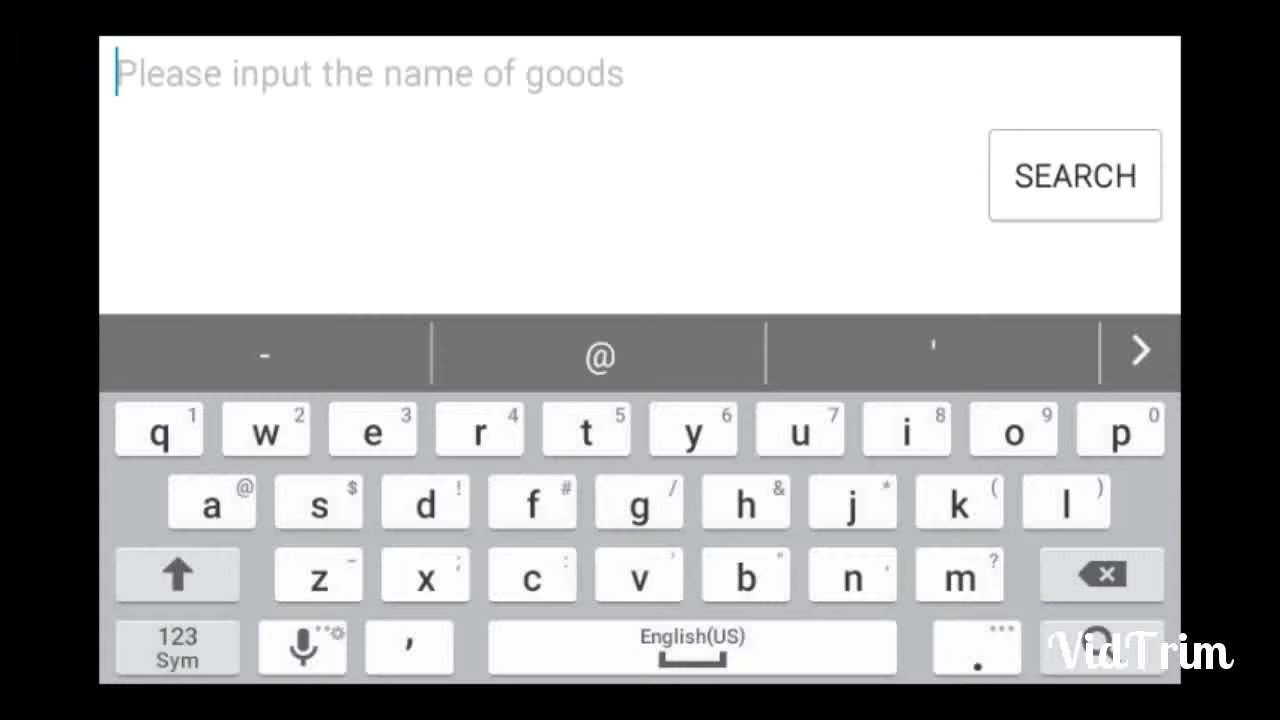 Please input the name of goods
SEARCH
- @ '
q 1 w 2 e 3 r 4 t 5 y 6 u 7 i 8 o 9 p 0
a @ s $ d ! f # g / h & j * k ( l )
z - x ; c : v ' b " n , m ?
123 Sym , English(US) .
VidTrim